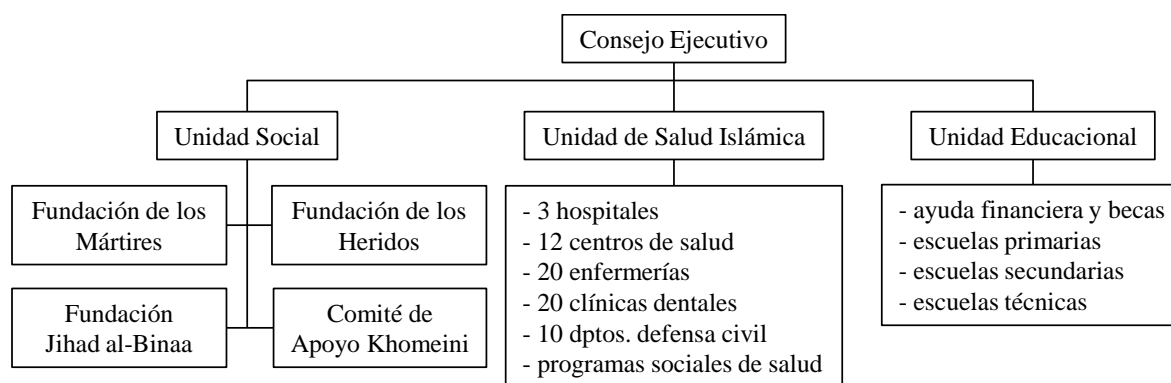 Consejo Ejecutivo
Unidad Social
Unidad de Salud Islámica
Unidad Educacional
Fundación de los
Mártires
Fundación de los
Heridos
Fundación
Jihad al-Binaa
Comité de
Apoyo Khomeini
- 3 hospitales
- 12 centros de salud
- 20 enfermerías
- 20 clínicas dentales
- 10 dptos. defensa civil
- programas sociales de salud
- ayuda financiera y becas
- escuelas primarias
- escuelas secundarias
- escuelas técnicas